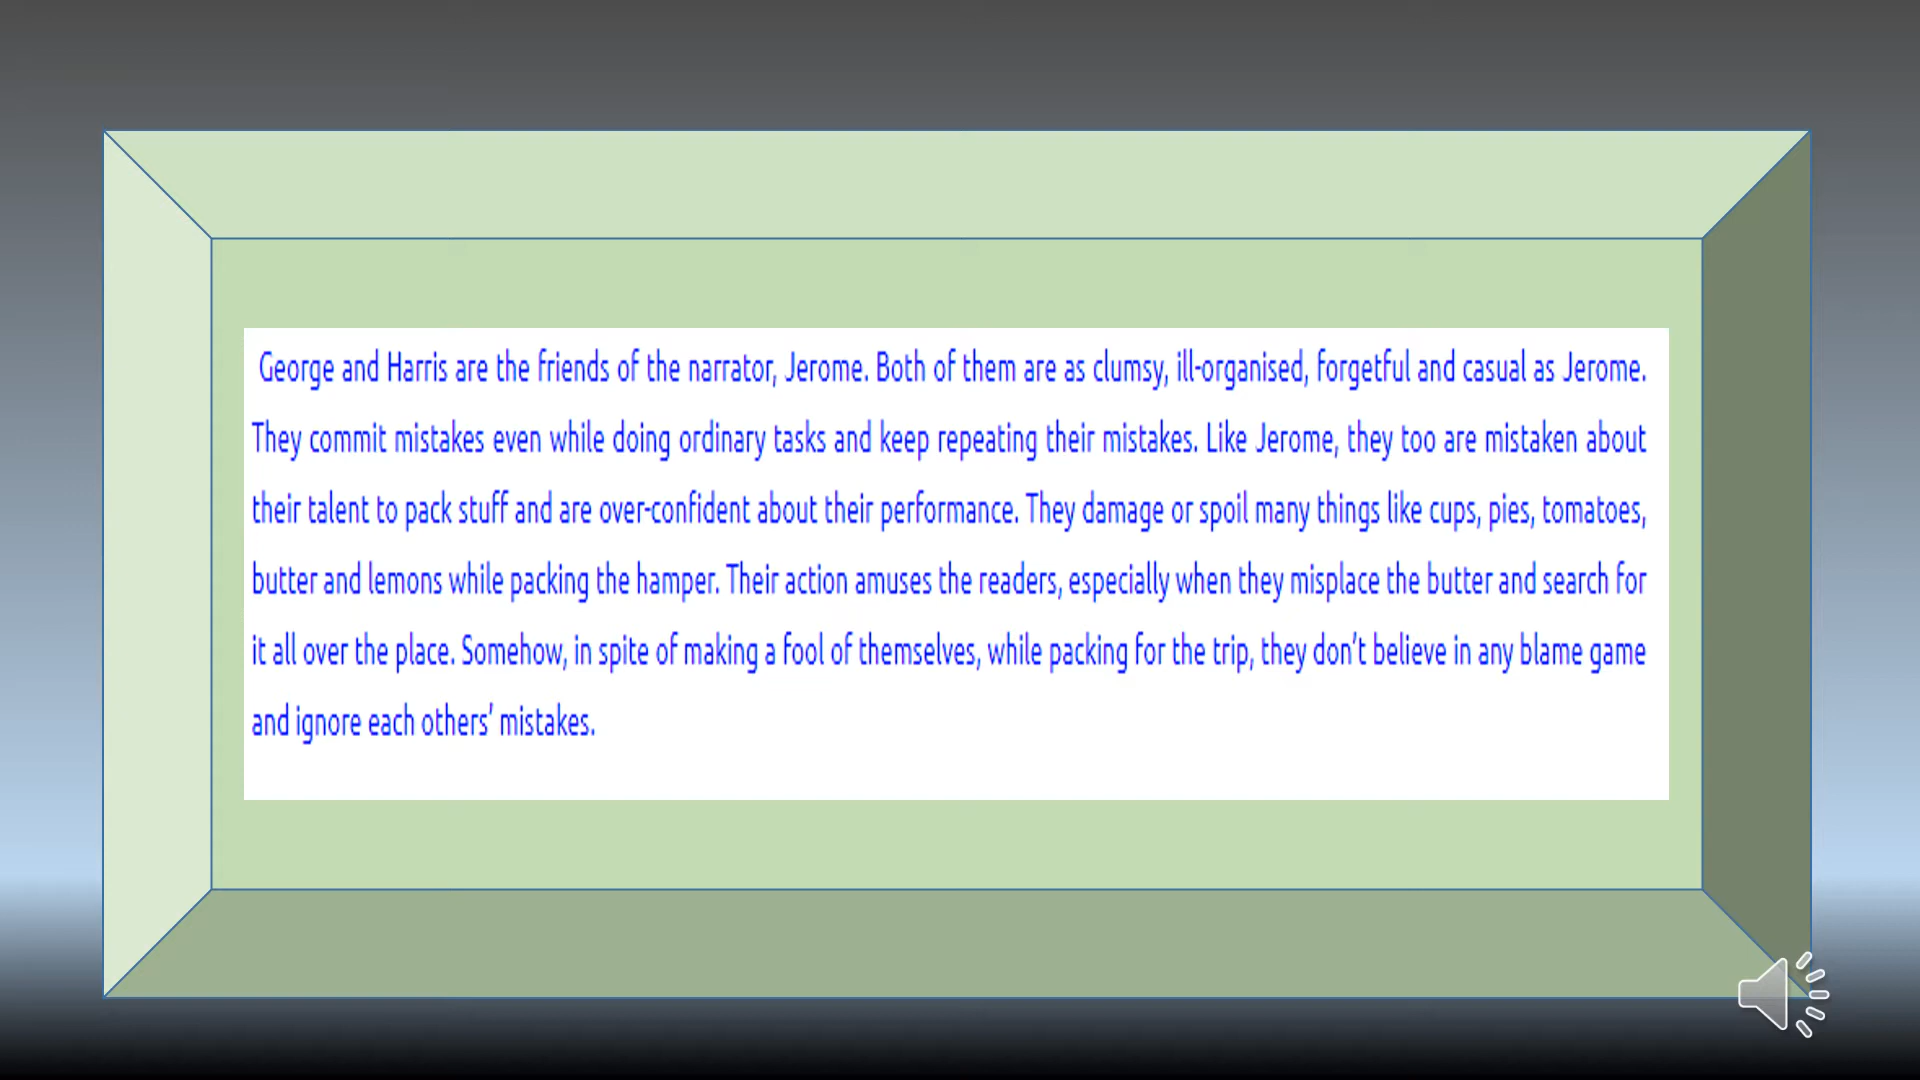 George and Harris are the friends of the narrator, Jerome. Both of them are as clumsy, ill-organised, forgetful and casual as Jerome.
They commit mistakes even while doing ordinary tasks and keep repeating their mistakes. Like Jerome, they too are mistaken about
their talent to pack stuff and are over-confident about their performance. They damage or spoil many things like cups, pies, tomatoes,
butter and lemons while packing the hamper. Their action amuses the readers, especially when they misplace the butter and search for
it all over the place. Somehow, in spite of making a fool of themselves, while packing for the trip, they don’t believe in any blame game
and ignore each others’ mistakes.